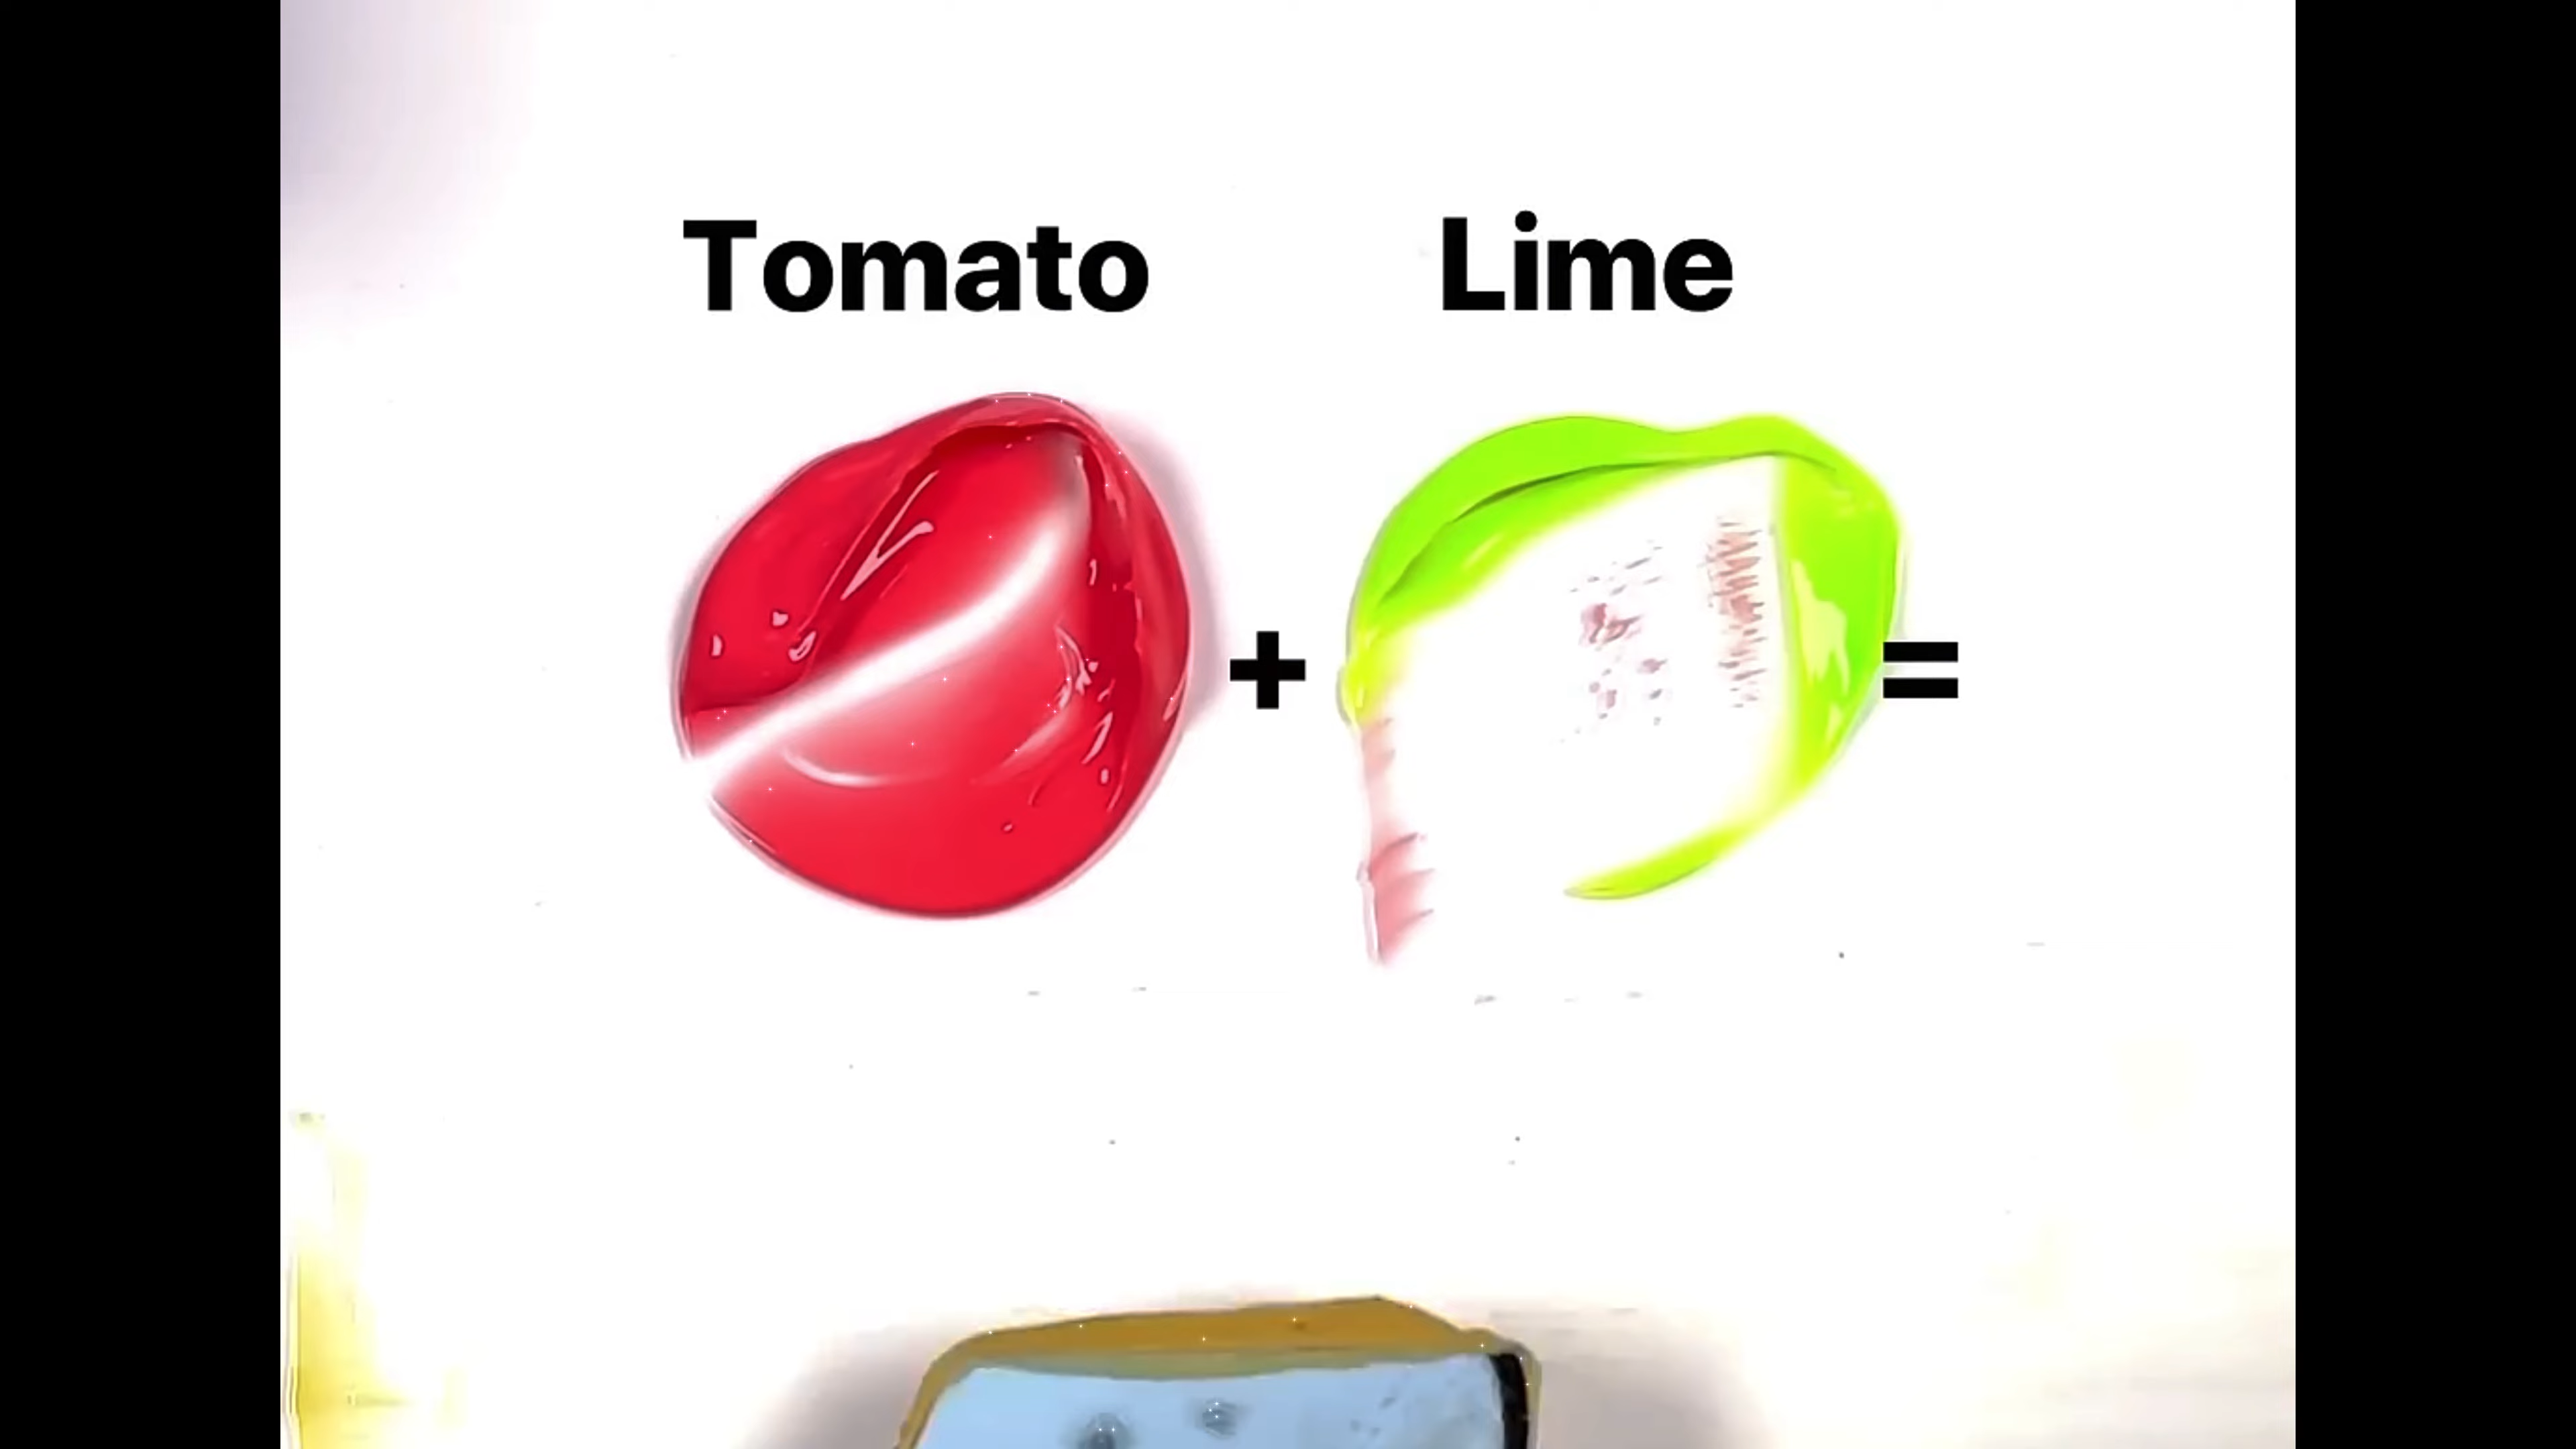 Tomato Lime
+ =